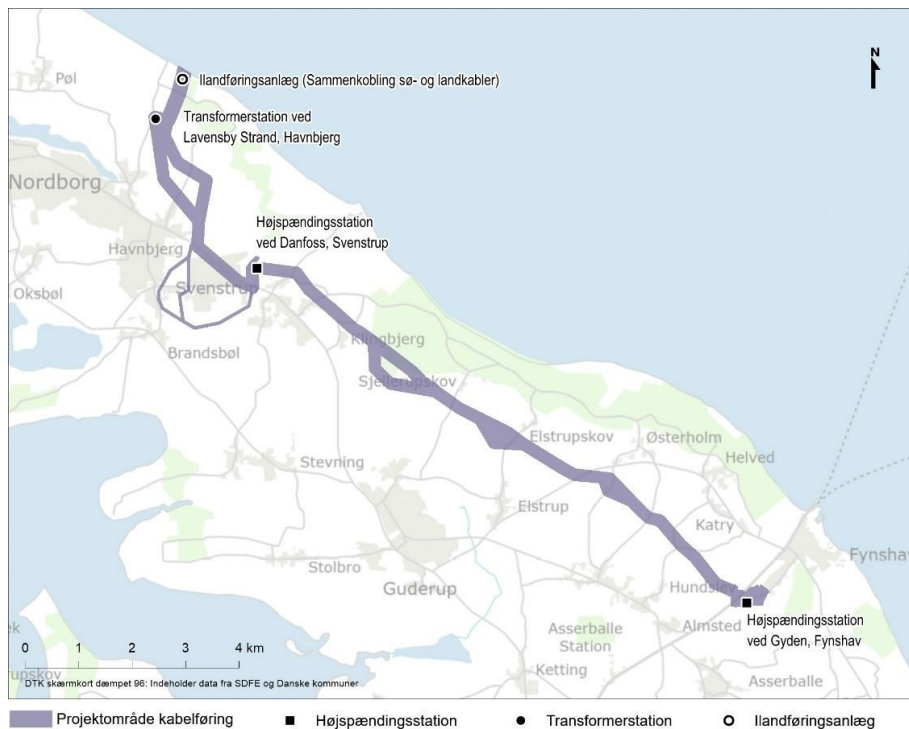 N
Ilandføringsanlæg (Sammenkobling sø- og landkabler)
Pøl
Transformerstation ved
Lavensby Strand, Havnbjerg
Nordborg
Højspændingsstation
ved Danfoss, Svenstrup
Havnbjerg
Svenstrup
Oksbøl
Brandsbøl
Klingbjerg
Sjellerupskov
Elstrupskov
Østerholm
Helved
Stevning
Elstrup
Katry
Fynshav
Stolbro
Guderup
Hundslev
Højspændingsstation
ved Gyden, Fynshav
Asserballe
Station
Almsted
Ketting
Asserballe
0 1 2 3 4 km
DTK skærmkort dæmpet 96: Indeholder data fra SDFE og Danske kommuner
Projektområde kabelføring
Højspændingsstation
Transformerstation
Ilandføringsanlæg